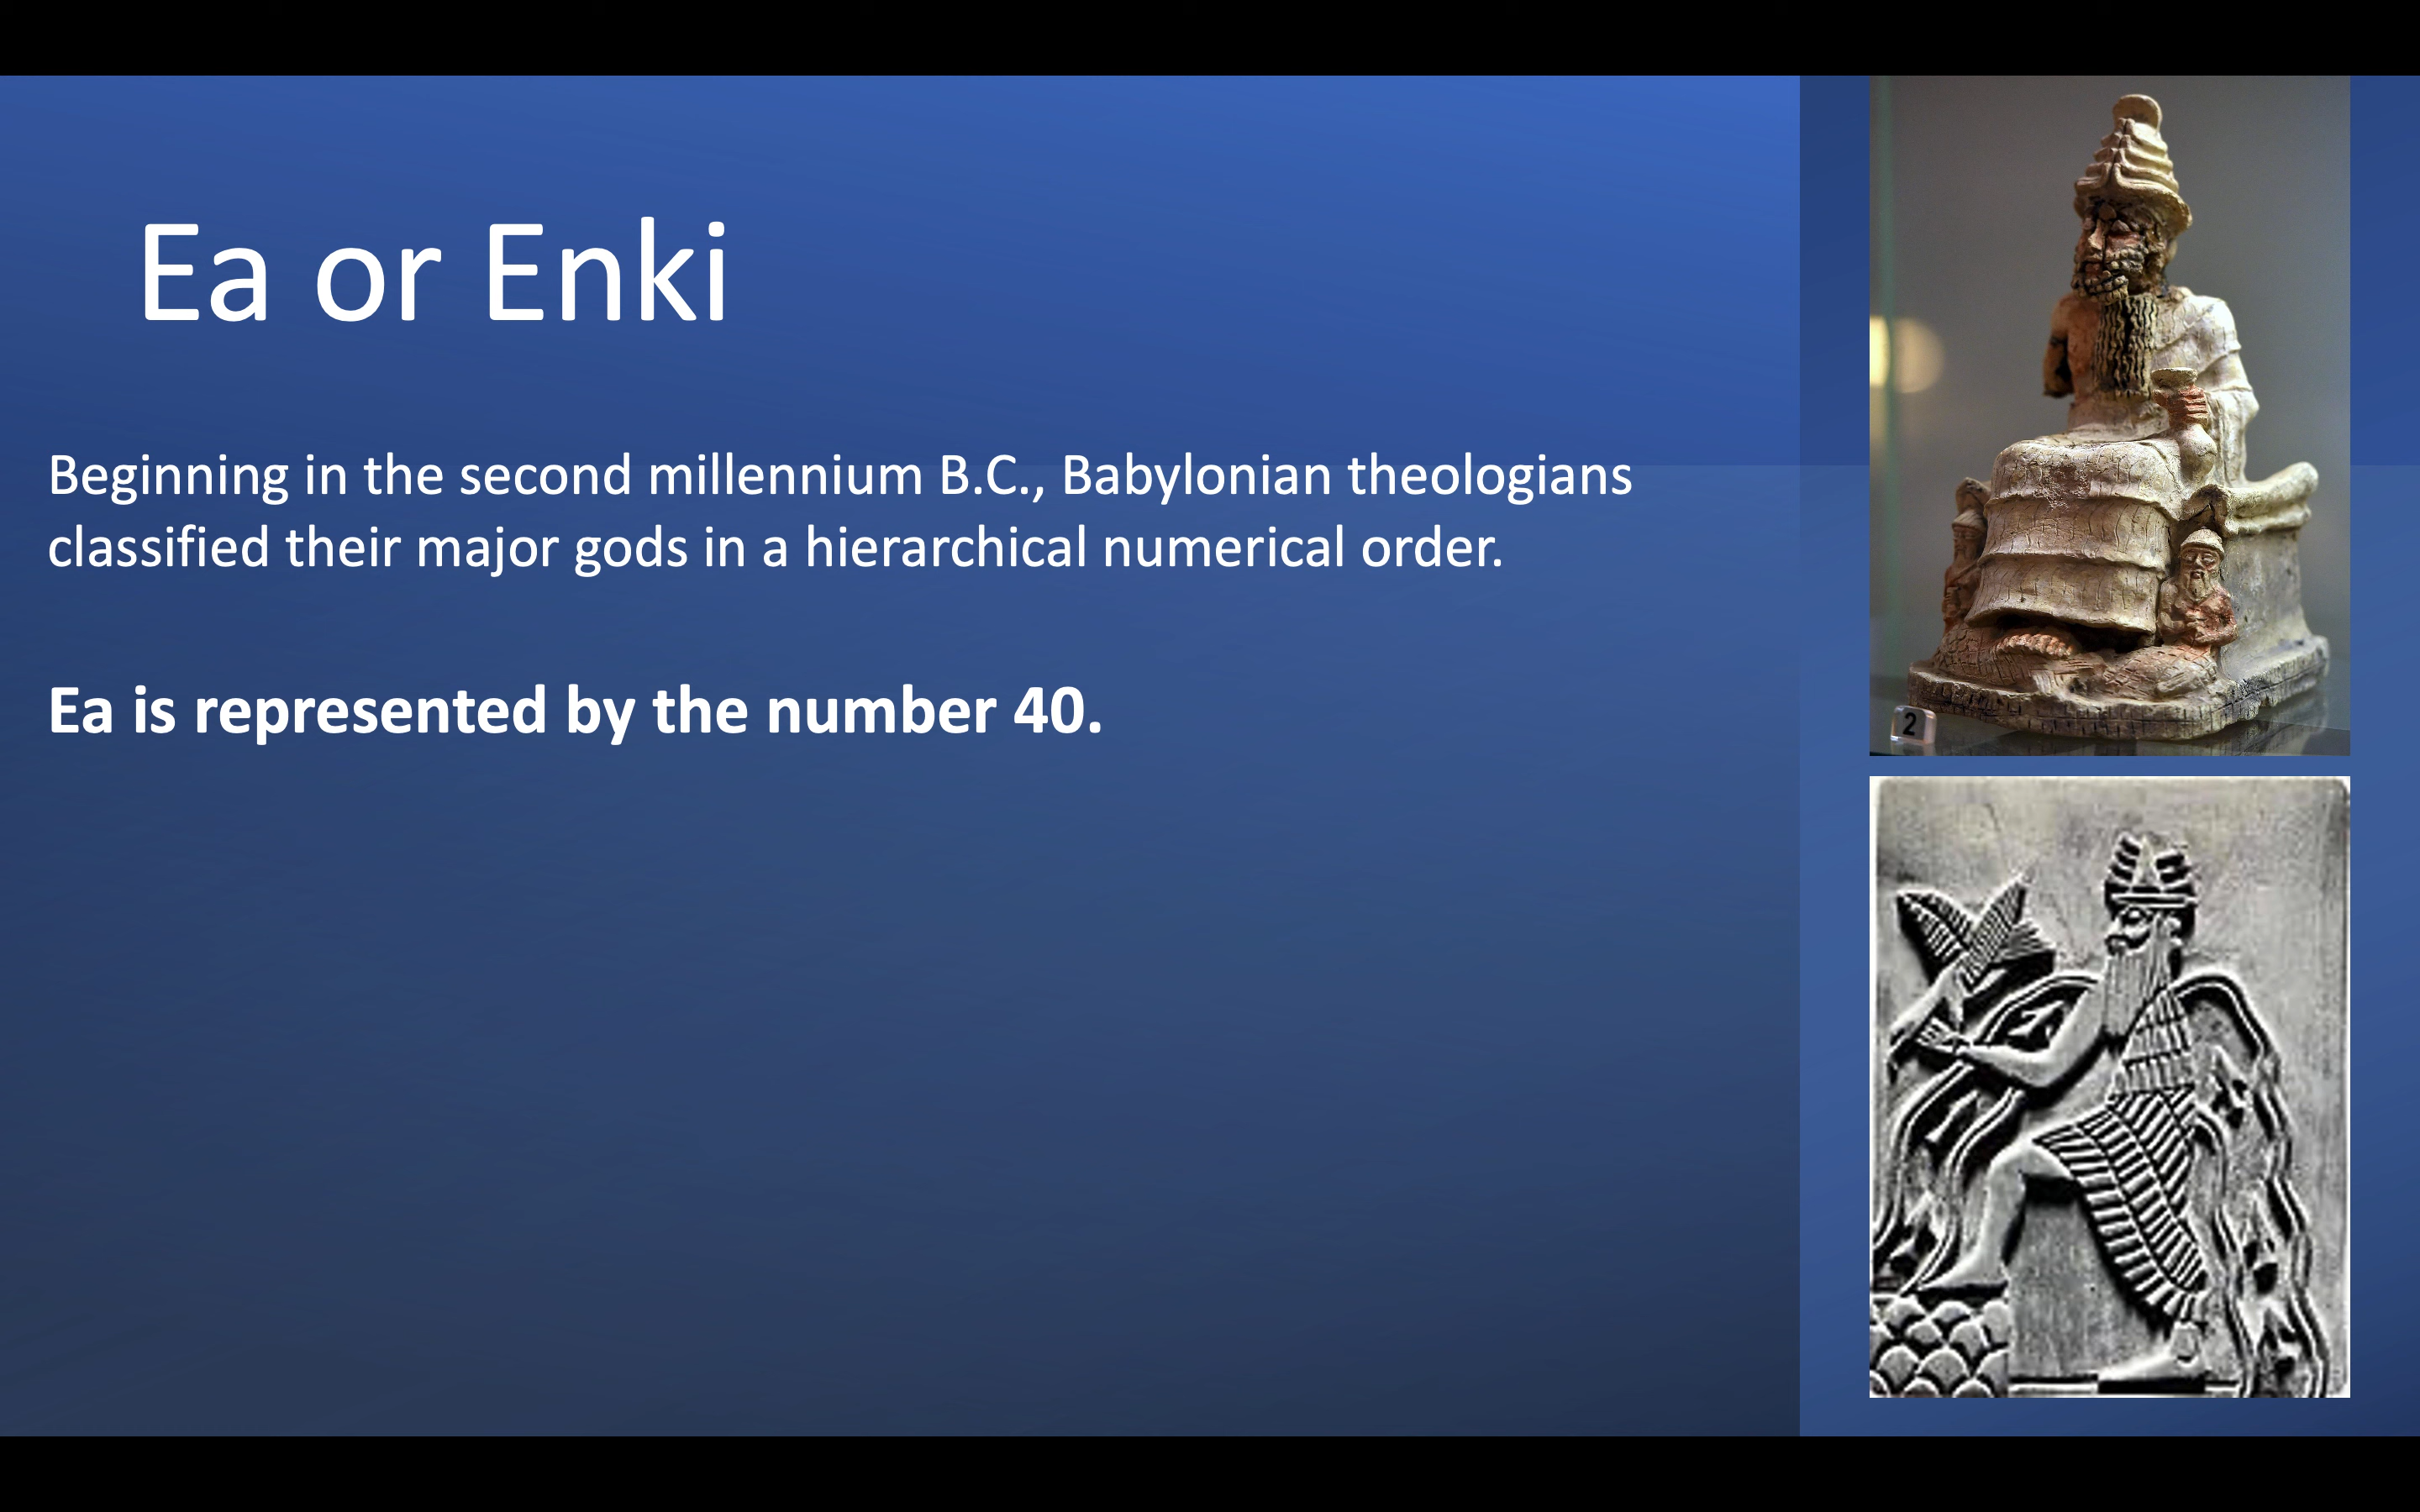 Ea or Enki
Beginning in the second millennium B.C., Babylonian theologians
classified their major gods in a hierarchical numerical order.
Ea is represented by the number 40.
2